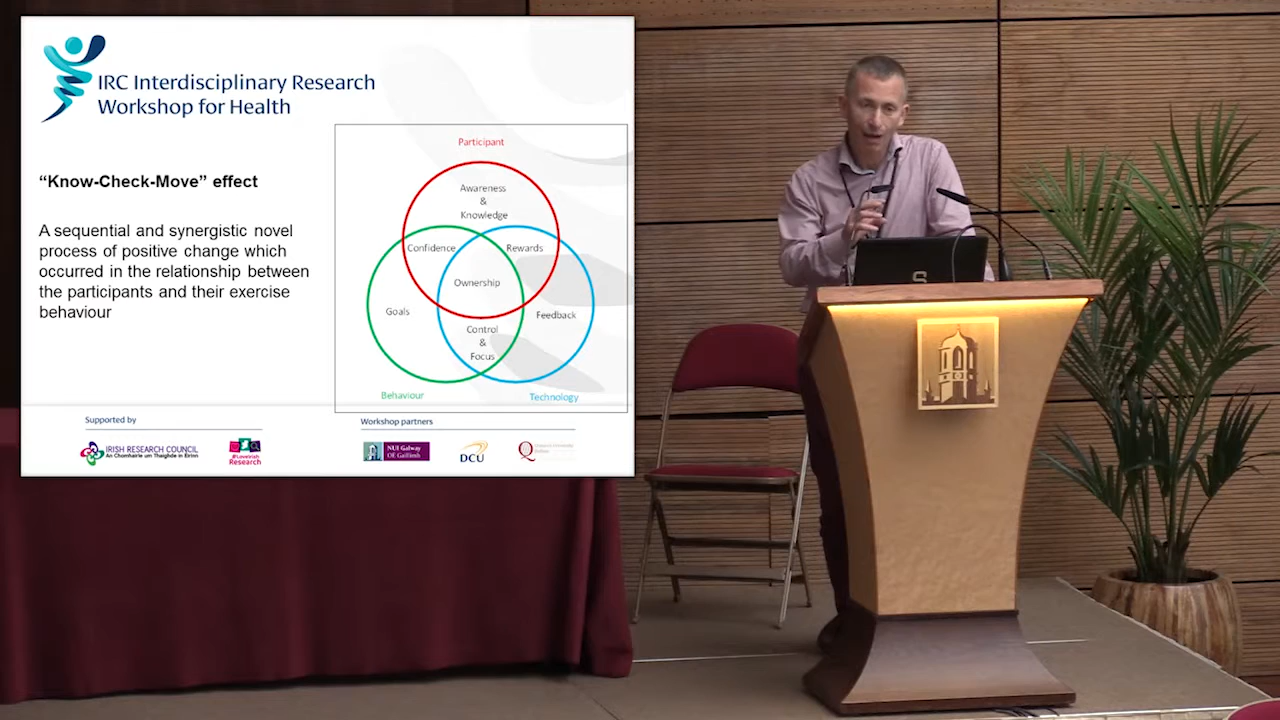 IRC Interdisciplinary Research
Workshop for Health
“Know-Check-Move” effect
A sequential and synergistic novel
process of positive change which
occurred in the relationship between
the participants and their exercise
behaviour
Participant
Awareness
&
Knowledge
Confidence
Rewards
Ownership
Goals
Feedback
Control
&
Focus
Behaviour
Technology
Supported by
IRISH RESEARCH COUNCIL
An Chomhairle um Thaighde in Éirinn
#LoveIrish
Research
Workshop partners
NUI Galway
OÉ Gaillimh
DCU